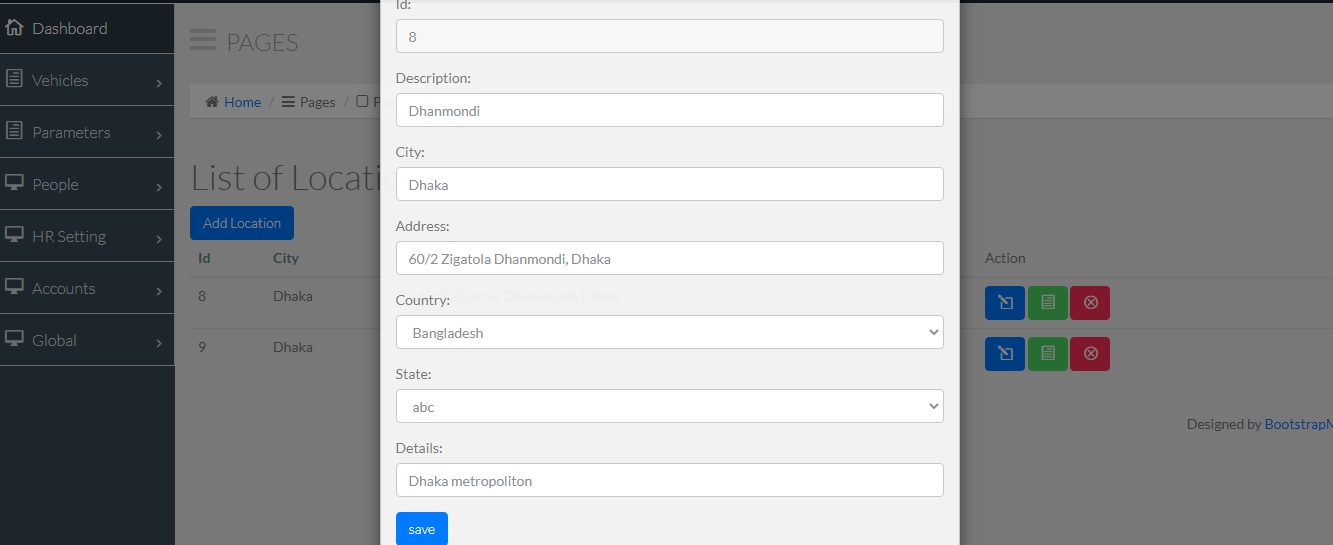 Dashboard
Vehicles
Parameters
People
HR Setting
Accounts
Global
PAGES
Home / Pages / P
List of Locatio
Add Location
Id City Action
8 Dhaka
9 Dhaka
Id:
8
Description:
Dhanmondi
City:
Dhaka
Address:
60/2 Zigatola Dhanmondi, Dhaka
Country:
Bangladesh
State:
abc
Details:
Dhaka metropoliton
save
Designed by BootstrapM